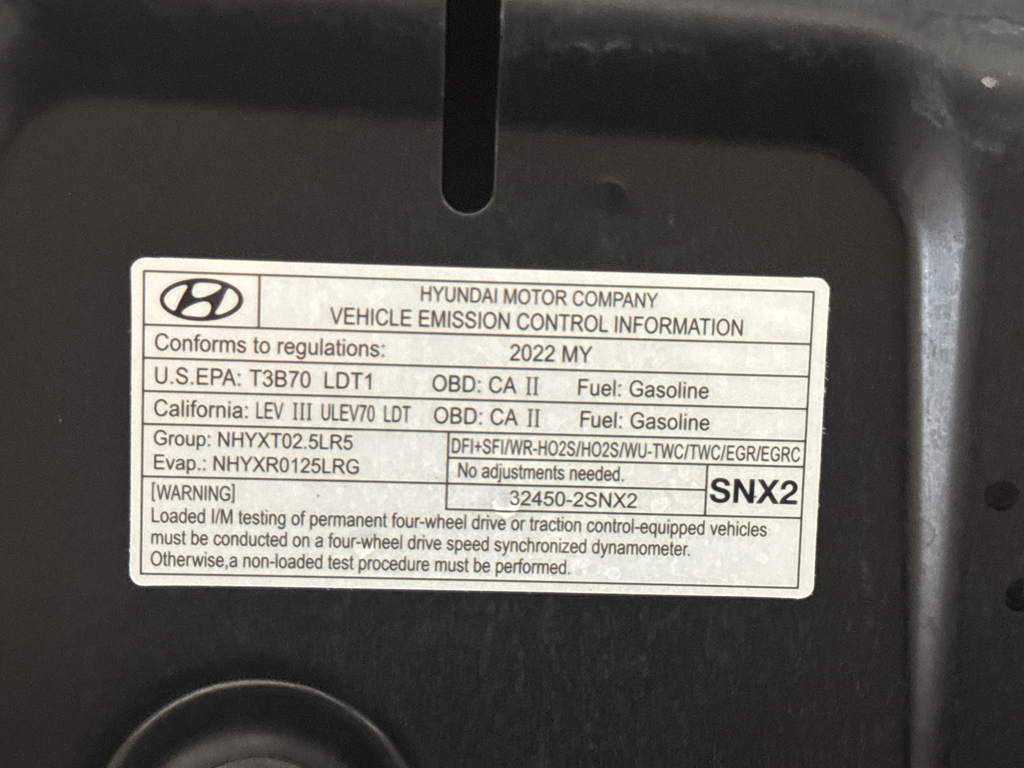 HYUNDAI MOTOR COMPANY
VEHICLE EMISSION CONTROL INFORMATION
Conforms to regulations: 2022 MY
U.S.EPA: T3B70 LDT1 OBD: CA II Fuel: Gasoline
California: LEV III ULEV70 LDT OBD: CA II Fuel: Gasoline
Group: NHYXT02.5LR5
Evap.: NHYXR0125LRG
DFI+SFI/WR-HO2S/HO2S/WU-TWC/TWC/EGR/EGRC
No adjustments needed.
32450-2SNX2
SNX2
[WARNING]
Loaded I/M testing of permanent four-wheel drive or traction control-equipped vehicles
must be conducted on a four-wheel drive speed synchronized dynamometer.
Otherwise,a non-loaded test procedure must be performed.